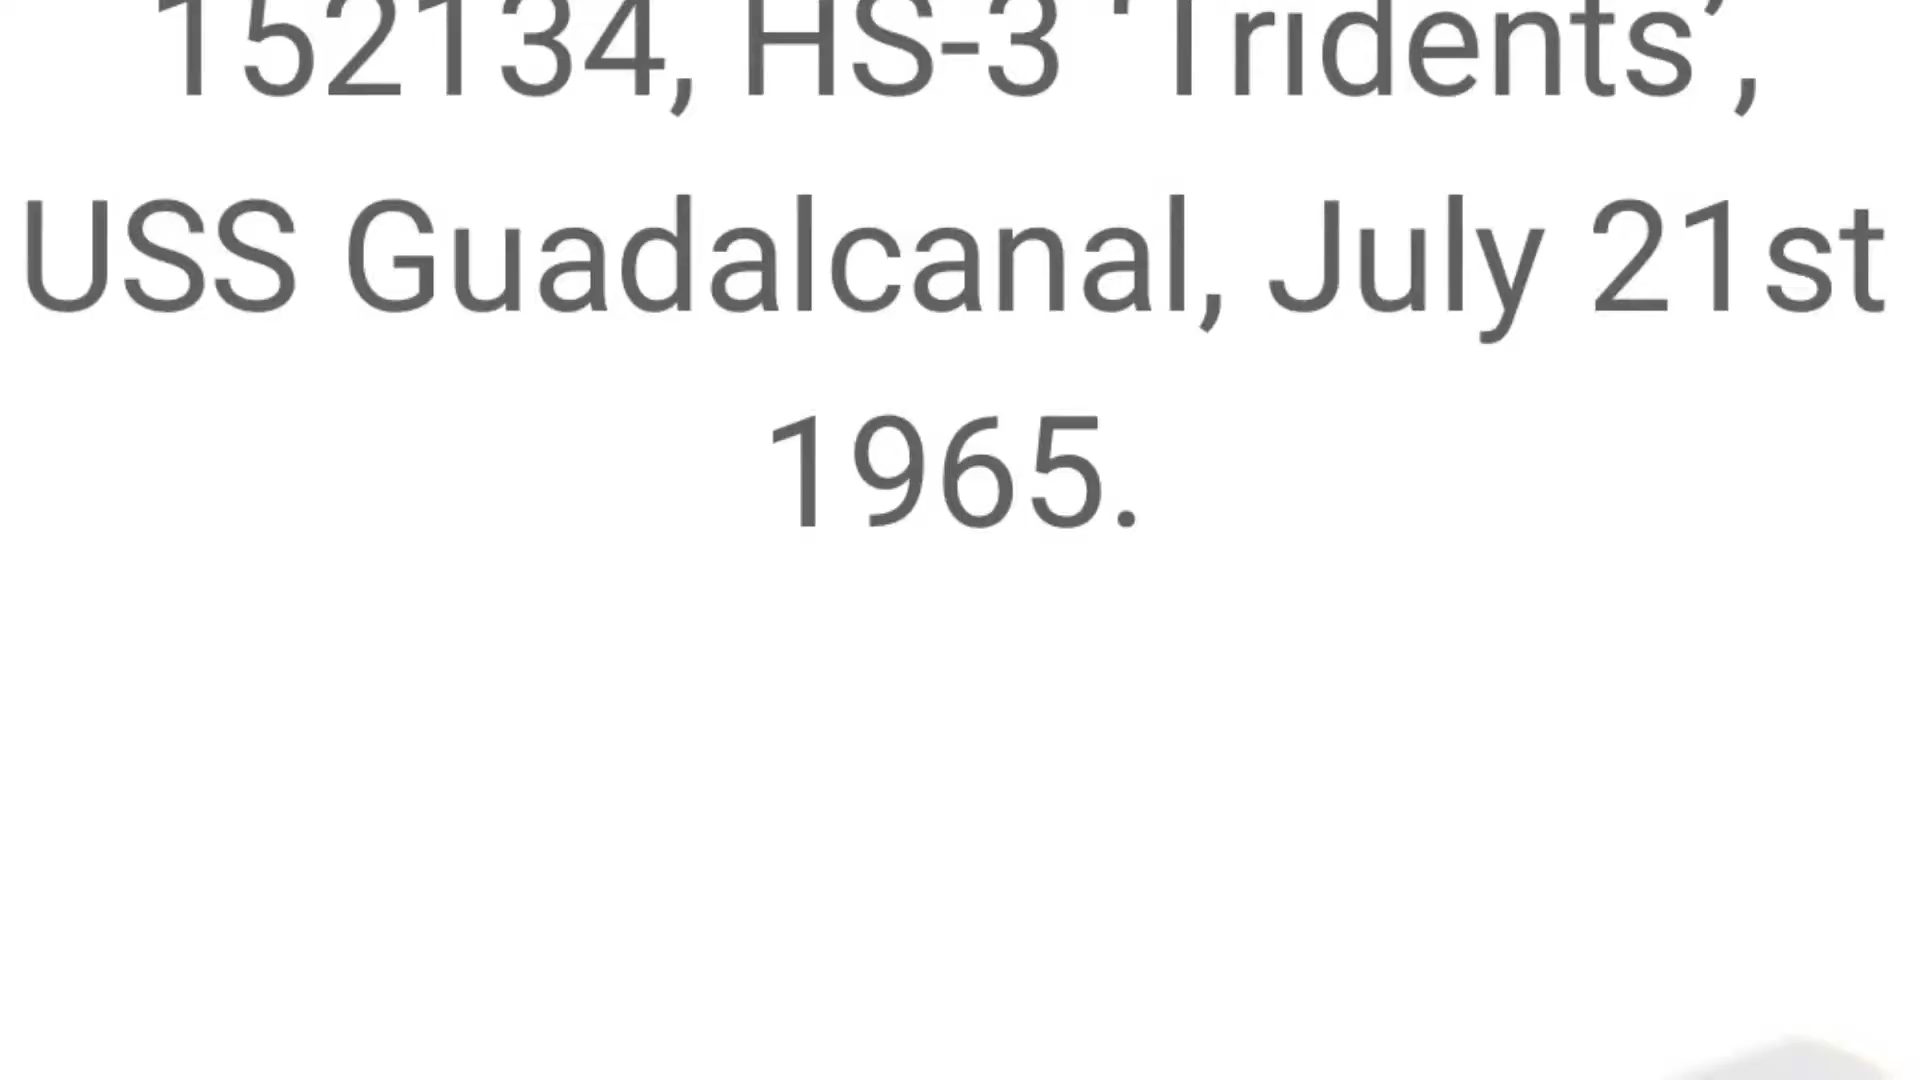 152134, HS-3 ‘Tridents’,
USS Guadalcanal, July 21st
1965.